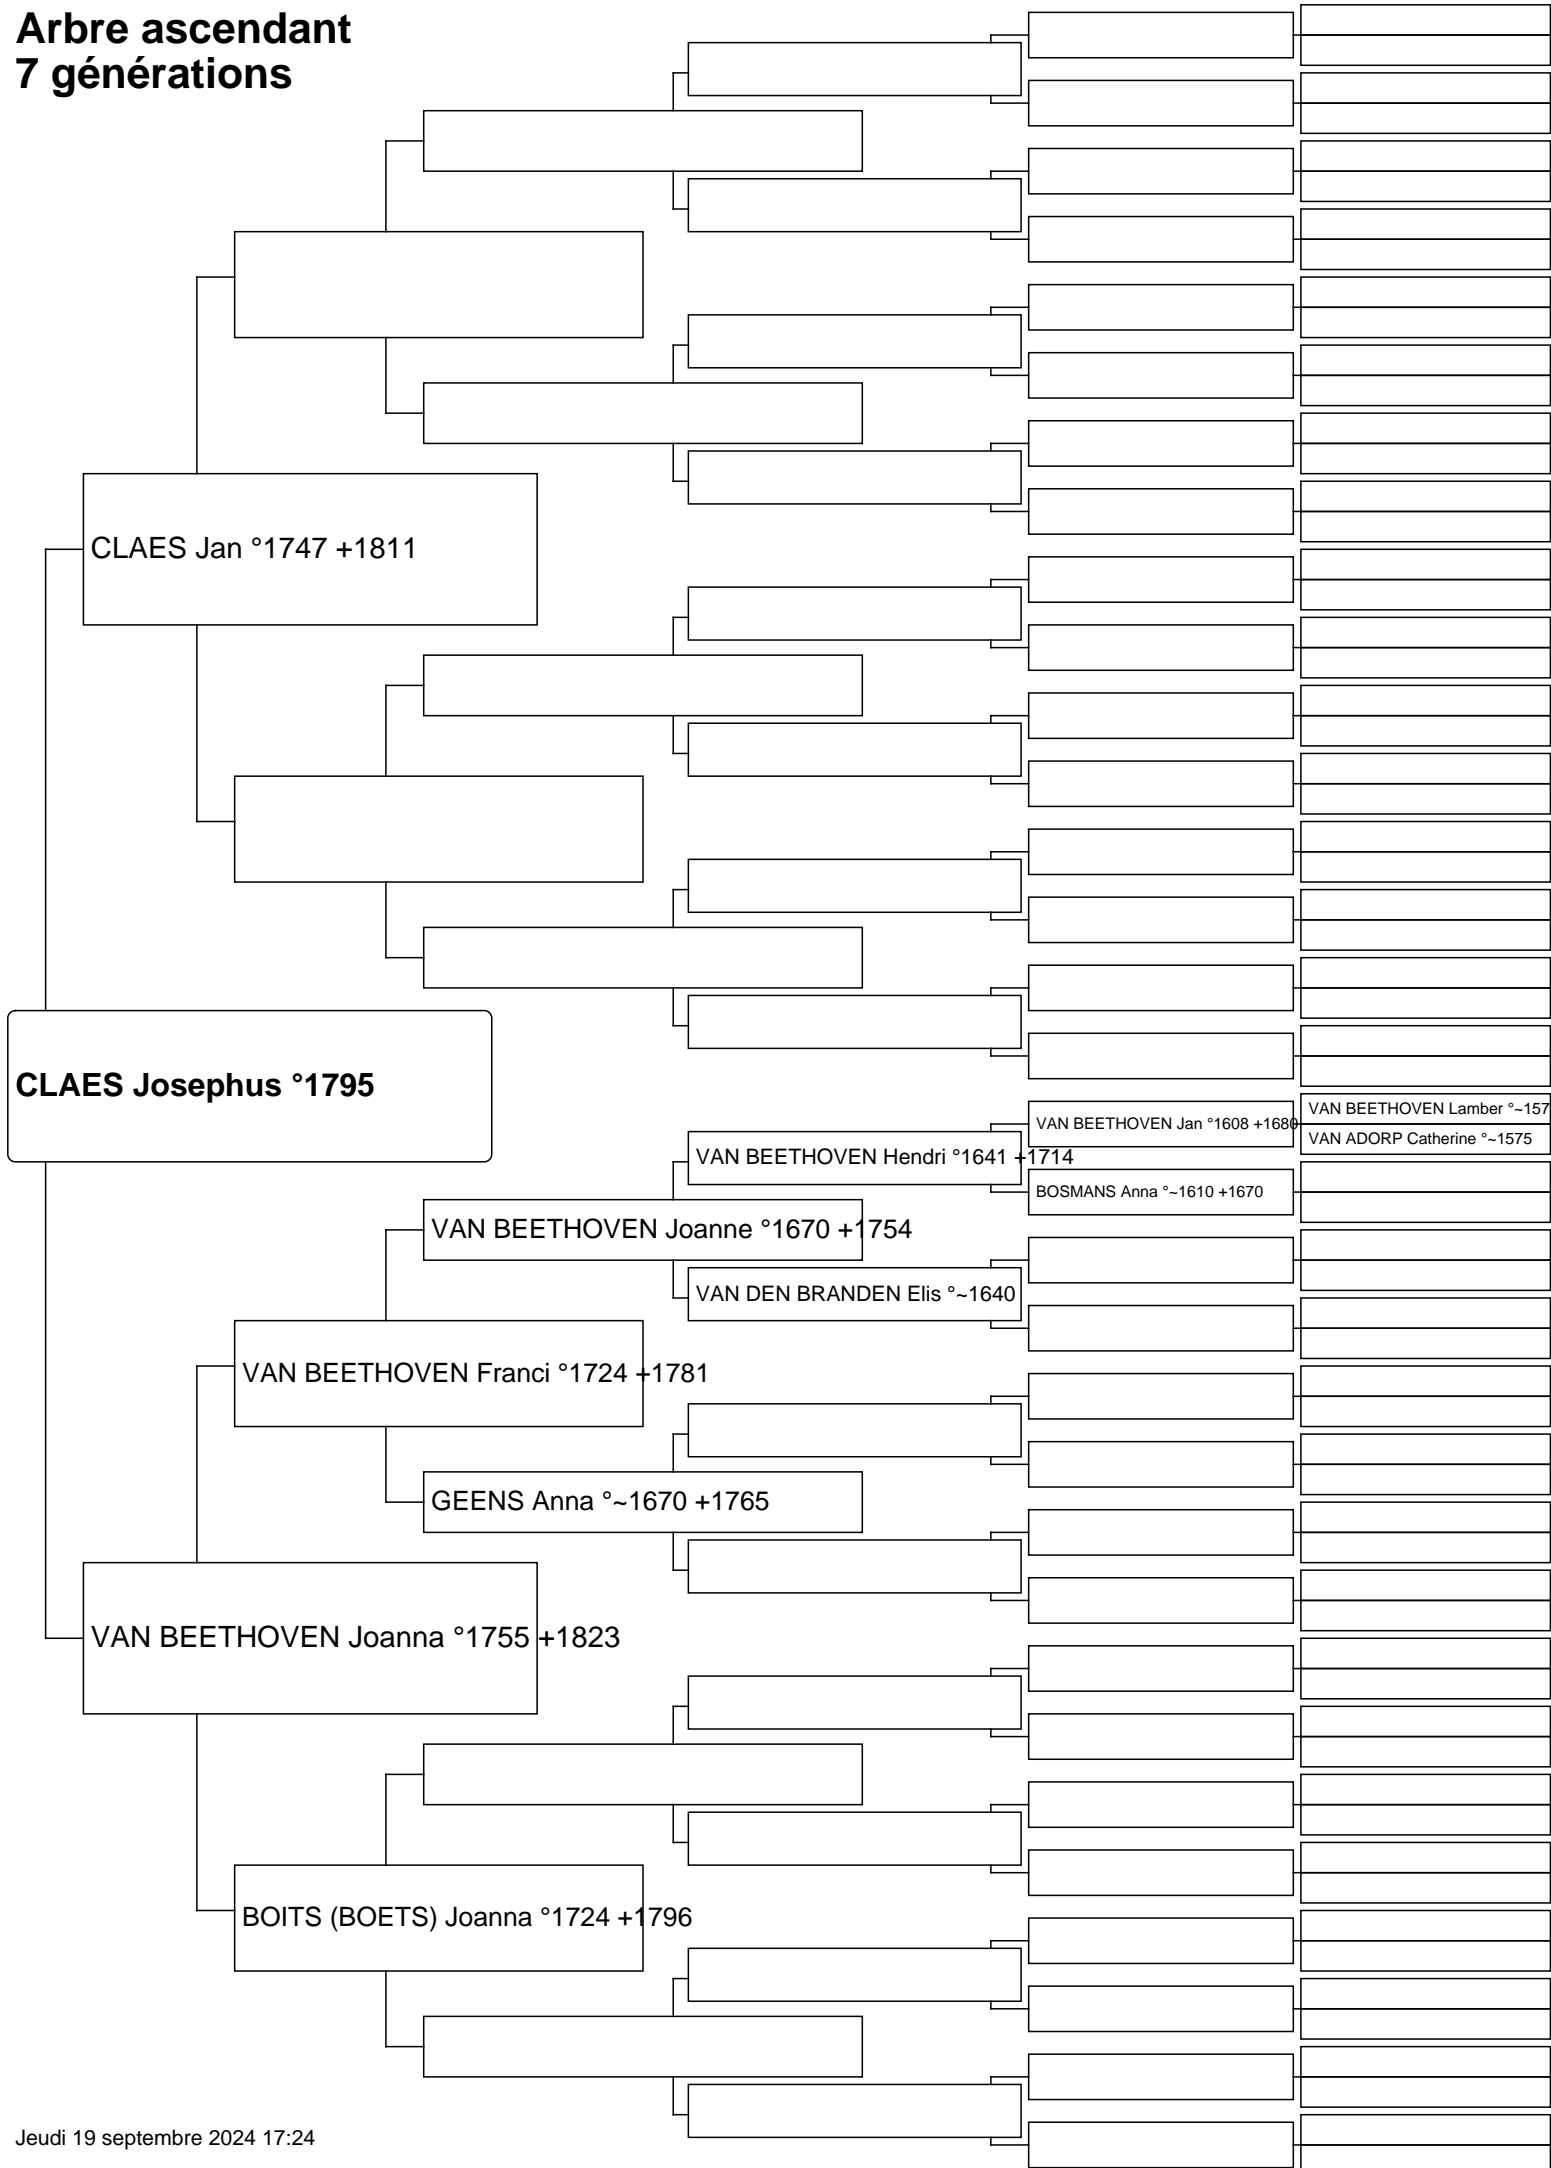 Arbre ascendant
7 générations
CLAES Jan °1747 +1811
CLAES Josephus °1795
VAN BEETHOVEN Lamber °~157
VAN BEETHOVEN Jan °1608 +1680
VAN ADORP Catherine °~1575
VAN BEETHOVEN Hendri °1641 +1714
BOSMANS Anna °~1610 +1670
VAN BEETHOVEN Joanne °1670 +1754
VAN DEN BRANDEN Elis °~1640
VAN BEETHOVEN Franci °1724 +1781
GEENS Anna °~1670 +1765
VAN BEETHOVEN Joanna °1755 +1823
BOITS (BOETS) Joanna °1724 +1796
Jeudi 19 septembre 2024 17:24